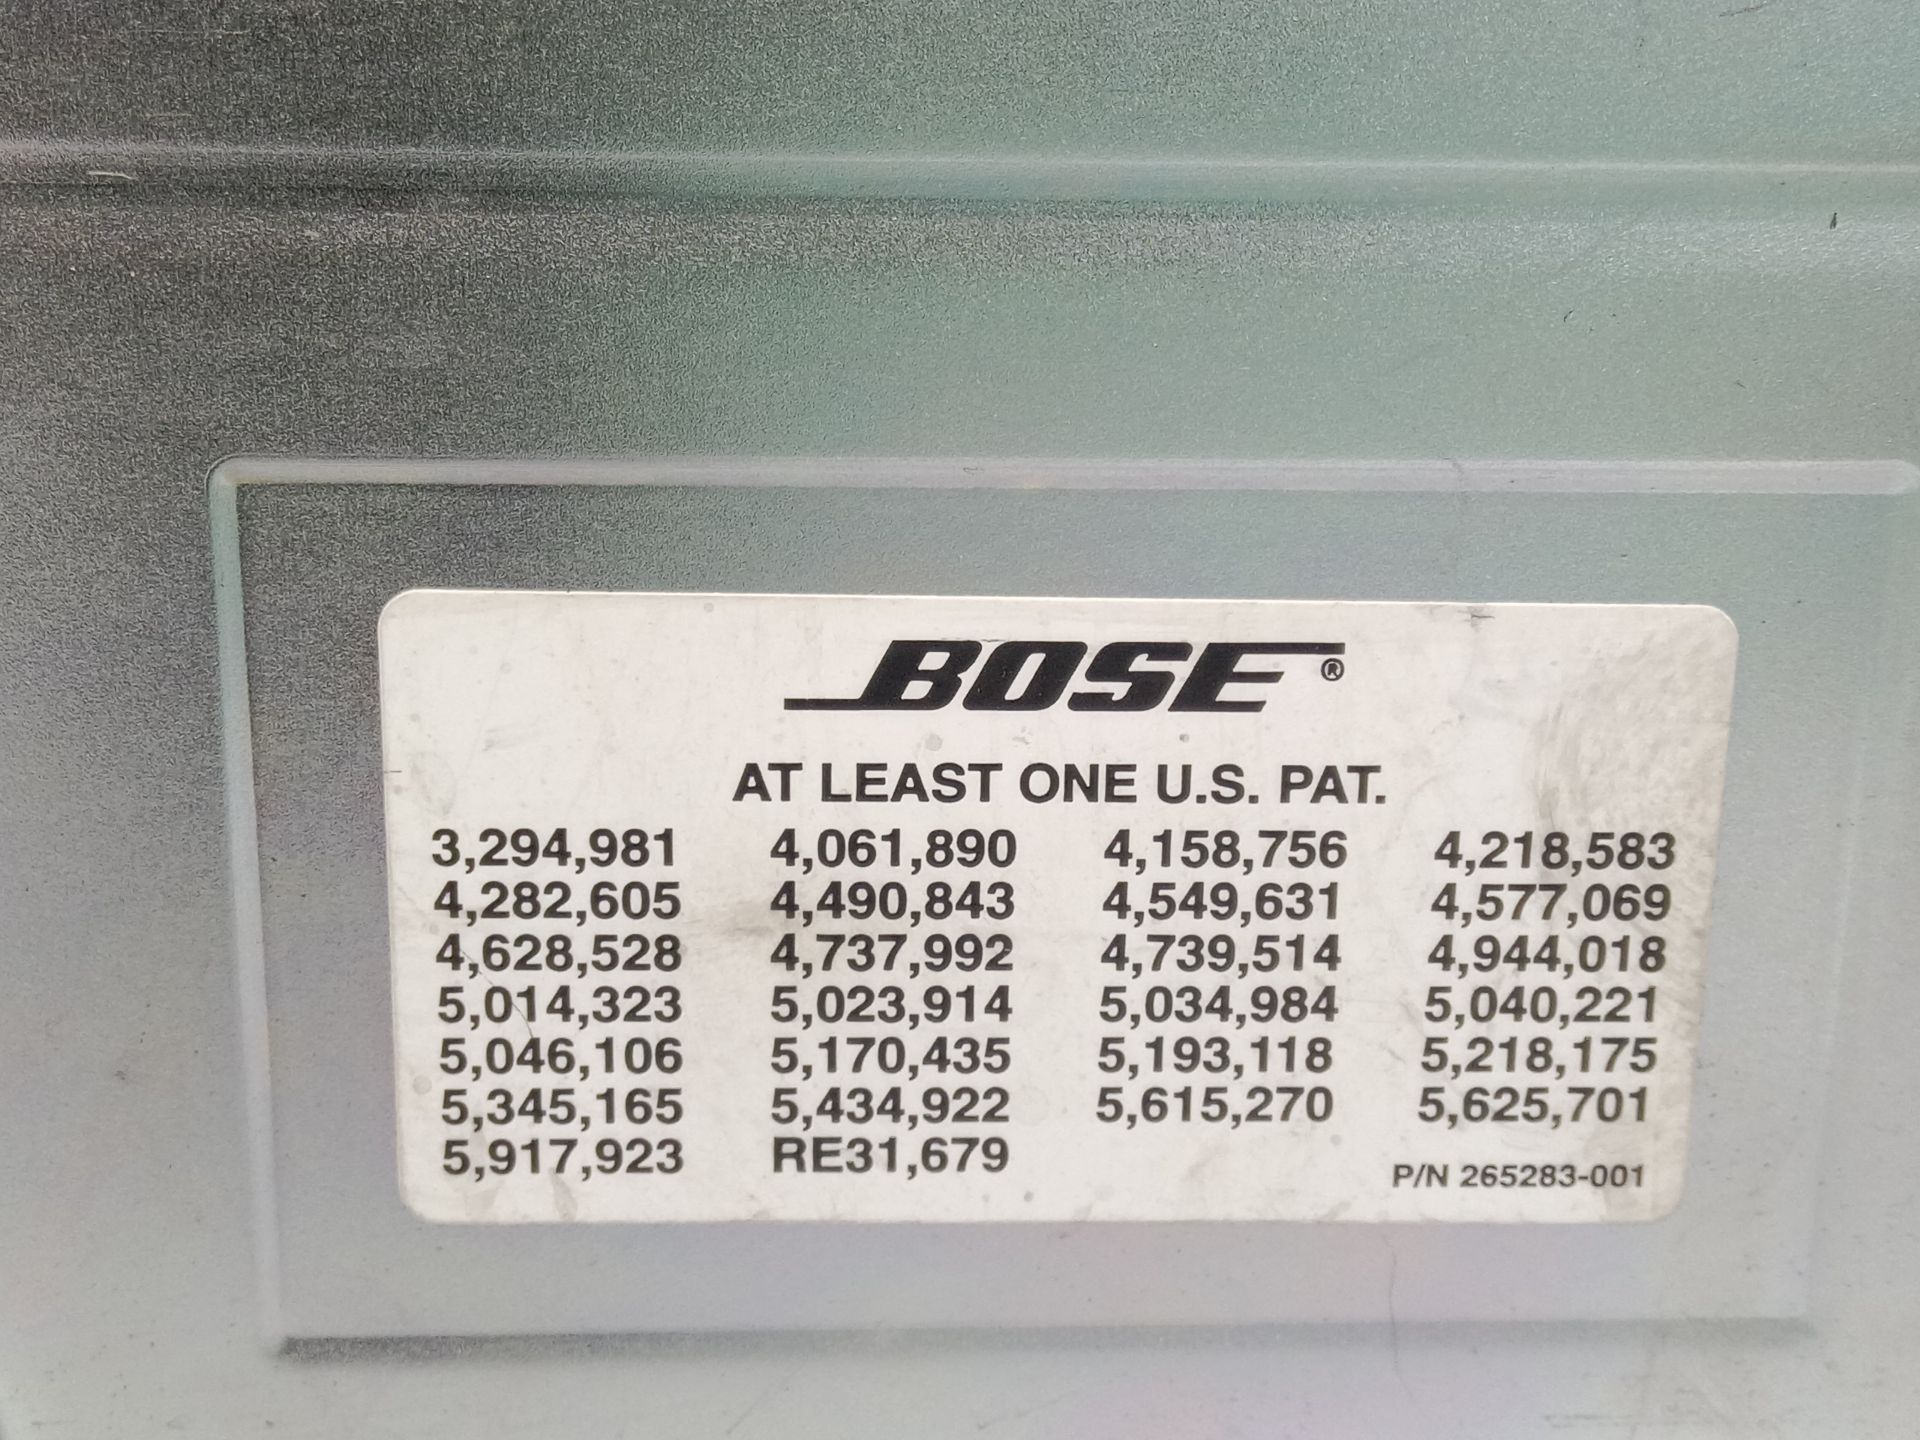 BOSE®
AT LEAST ONE U.S. PAT.
3,294,981 4,061,890 4,158,756 4,218,583
4,282,605 4,490,843 4,549,631 4,577,069
4,628,528 4,737,992 4,739,514 4,944,018
5,014,323 5,023,914 5,034,984 5,040,221
5,046,106 5,170,435 5,193,118 5,218,175
5,345,165 5,434,922 5,615,270 5,625,701
5,917,923 RE31,679
P/N 265283-001